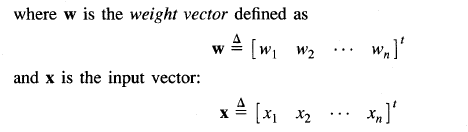 where w is the weight vector defined as
w ≜ [w₁ w₂ ⋯ wₙ]ᵗ
and x is the input vector:
x ≜ [x₁ x₂ ⋯ xₙ]ᵗ